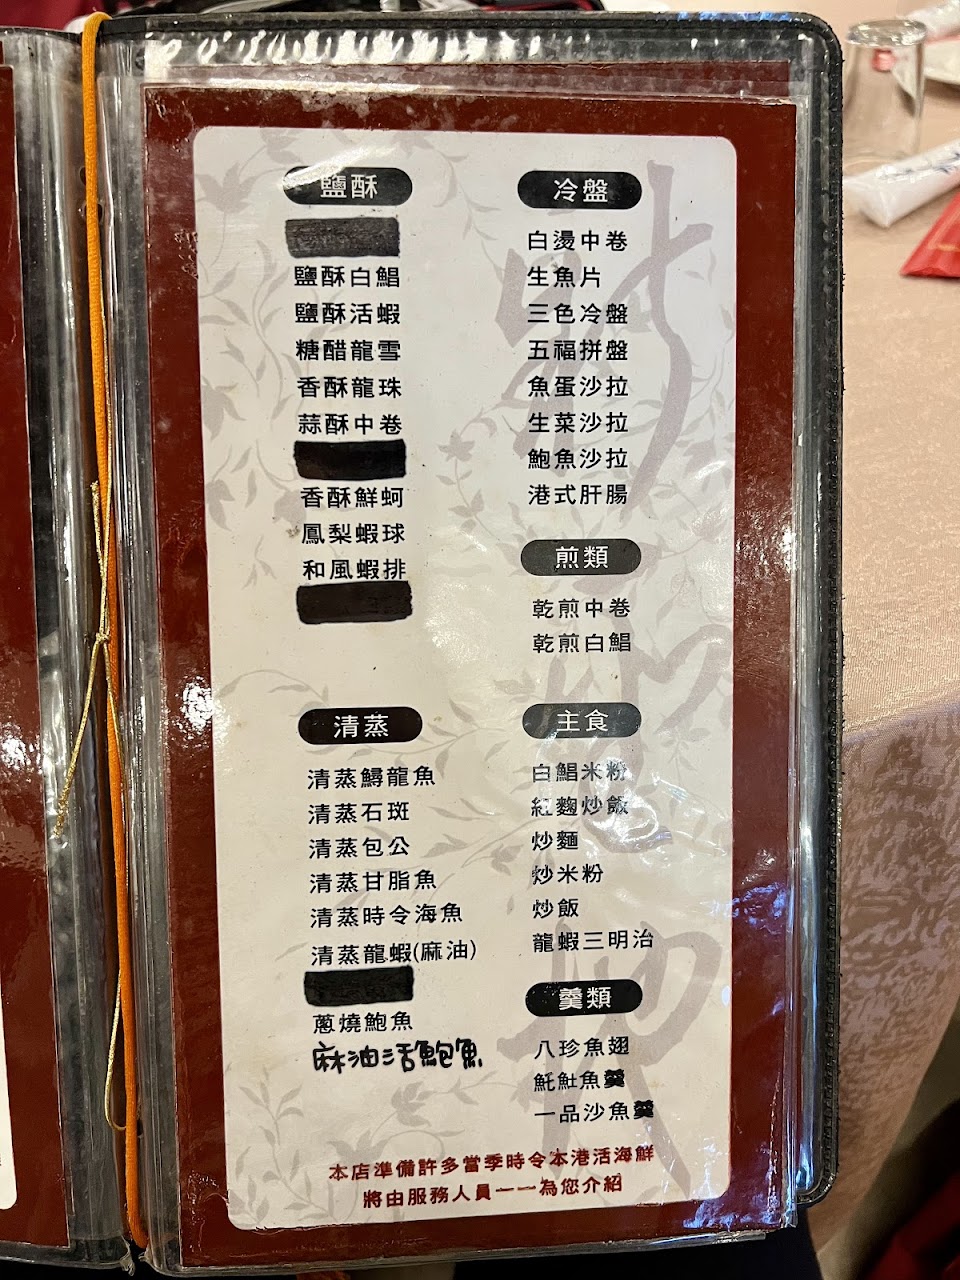 鹽酥
鹽酥白鯧
鹽酥活蝦
糖醋龍雪
香酥龍珠
蒜酥中卷
香酥鮮蚵
鳳梨蝦球
和風蝦排
清蒸
清蒸鱘龍魚
清蒸石斑
清蒸包公
清蒸甘脂魚
清蒸時令海魚
清蒸龍蝦(麻油)
蔥燒鮑魚
麻油活鮑魚
冷盤
白燙中卷
生魚片
三色冷盤
五福拼盤
魚蛋沙拉
生菜沙拉
鮑魚沙拉
港式肝腸
煎類
乾煎中卷
乾煎白鯧
主食
白鯧米粉
紅麴炒飯
炒麵
炒米粉
炒飯
龍蝦三明治
羹類
八珍魚翅
魠魠魚羹
一品沙魚羹
本店準備許多當季時令本港活海鮮
將由服務人員一一為您介紹